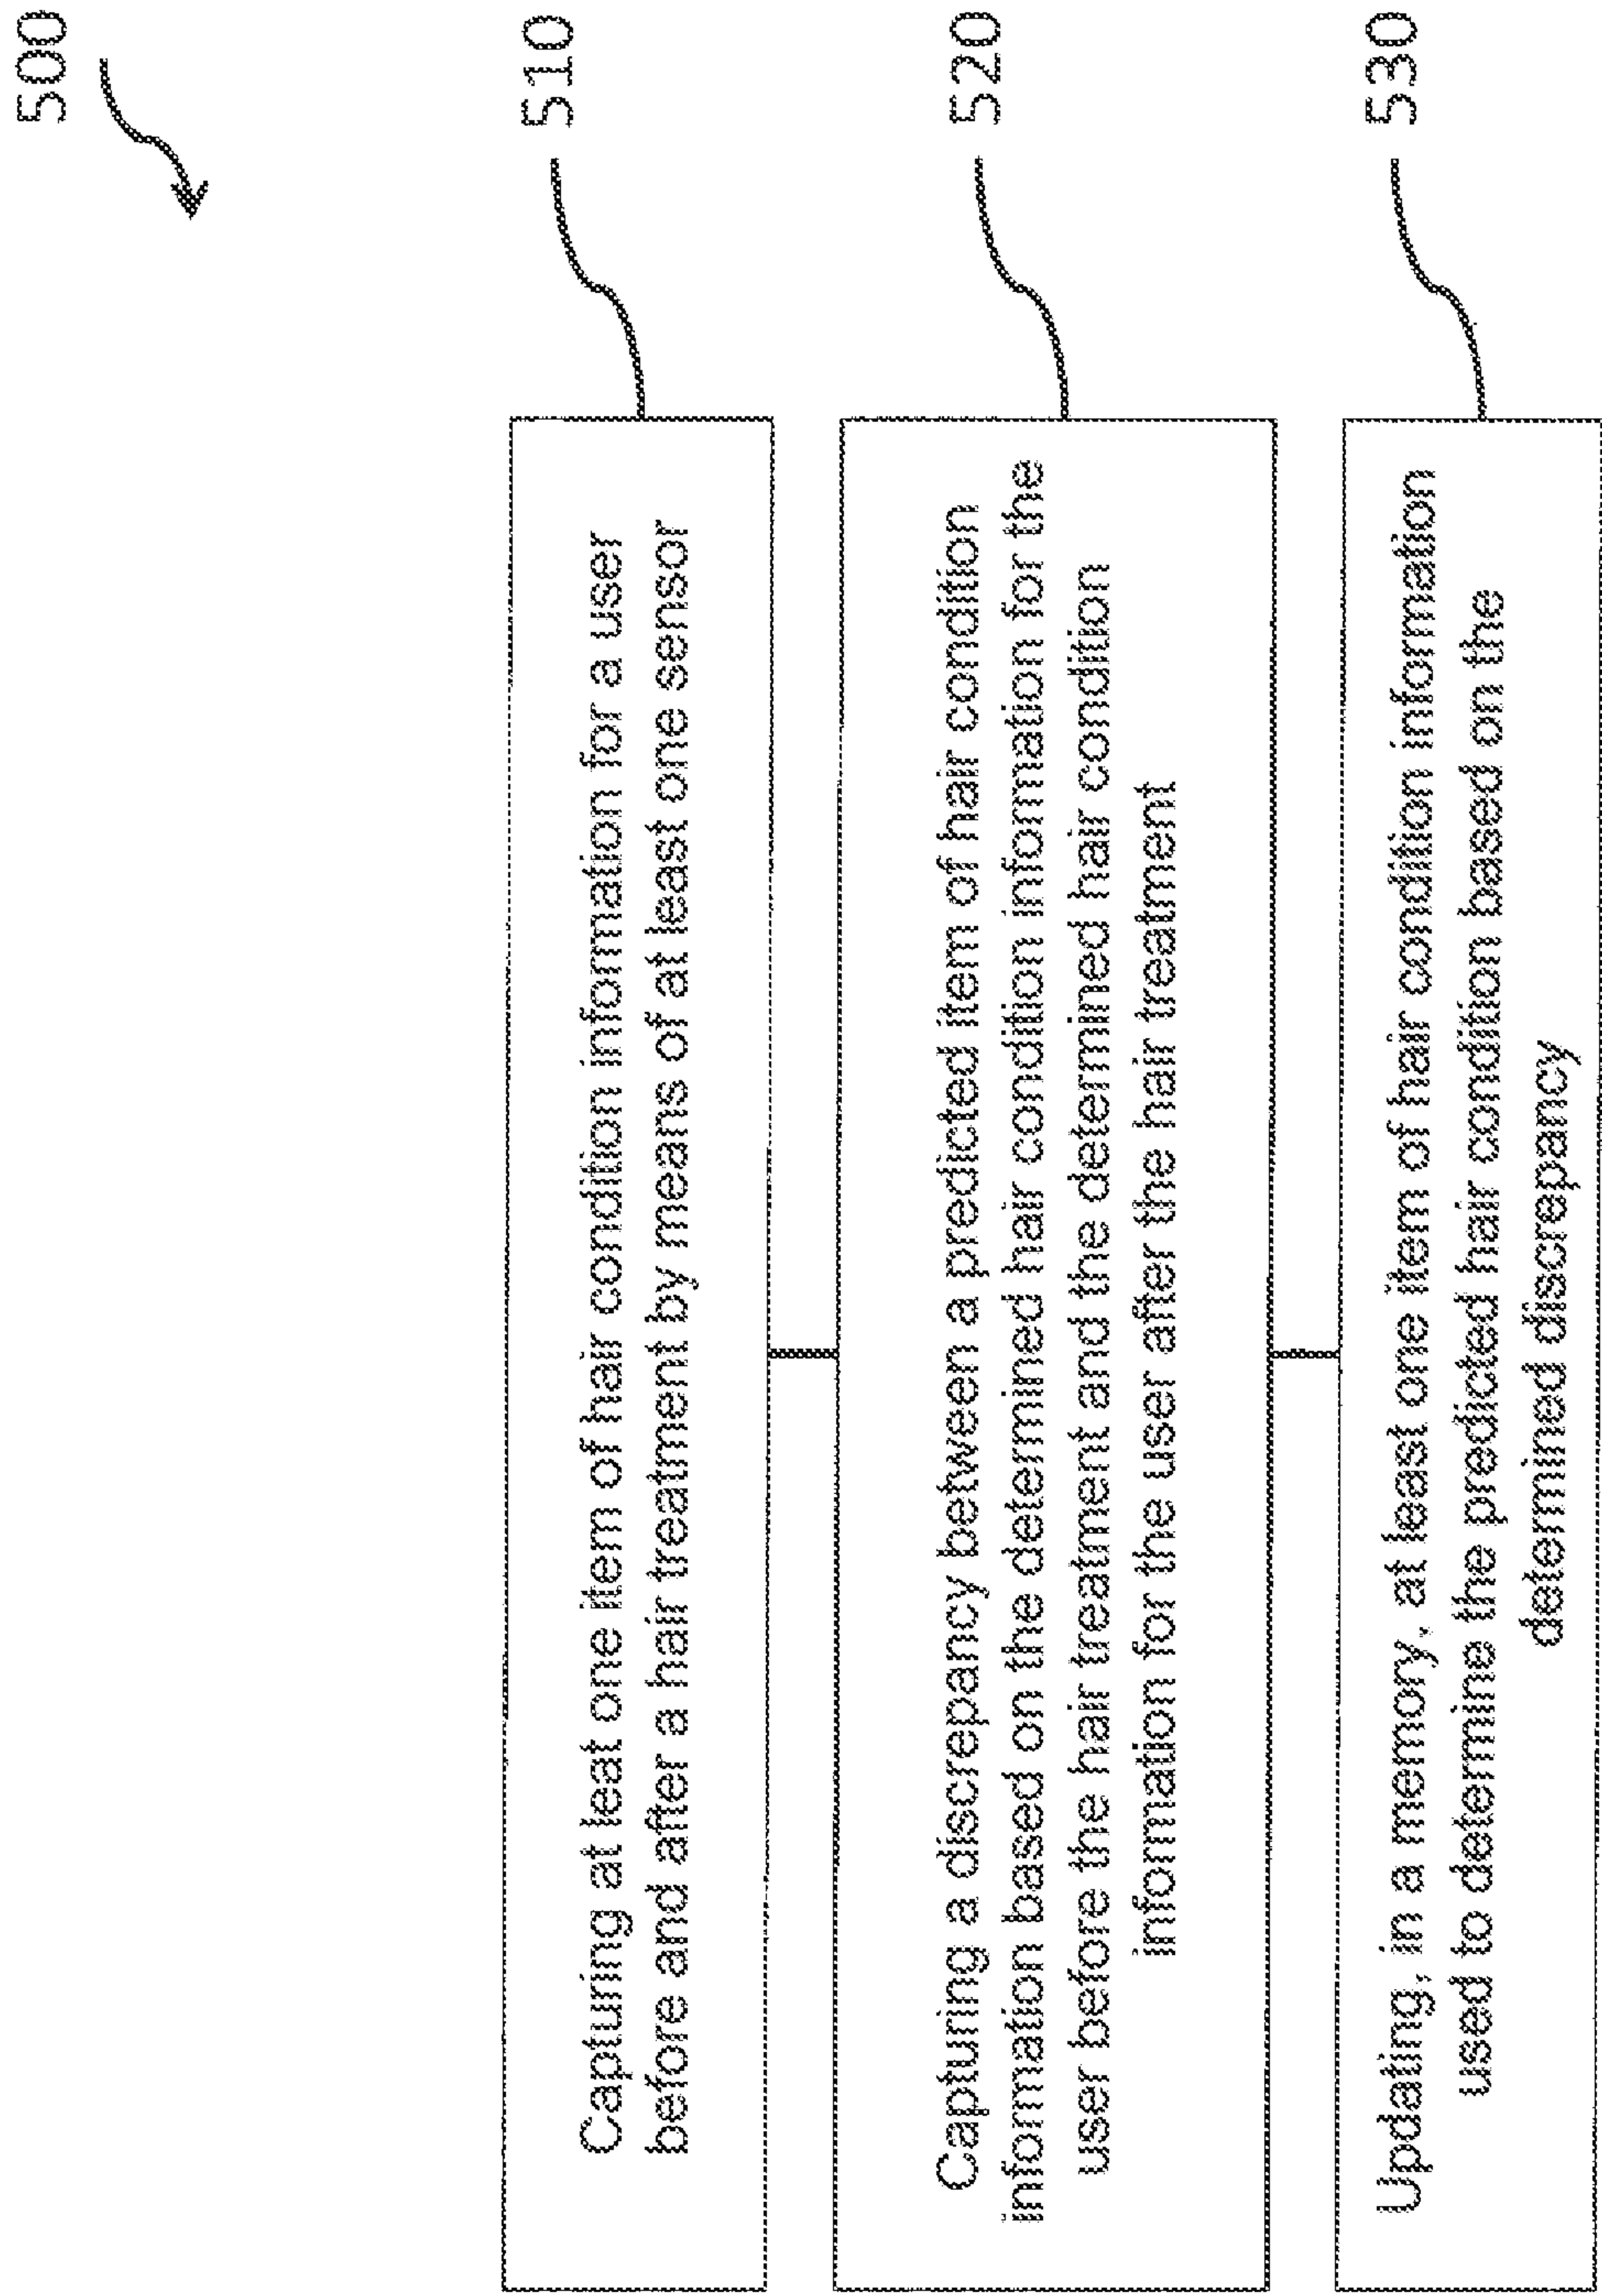 500
Capturing at leat one item of hair condition information for a user
before and after a hair treatment by means of at least one sensor
510
Capturing a discrepancy between a predicted item of hair condition
information based on the determined hair condition information for the
user before the hair treatment and the determined hair condition
information for the user after the hair treatment
520
Updating, in a memory, at least one item of hair condition information
used to determine the predicted hair condition based on the
determined discrepancy
530